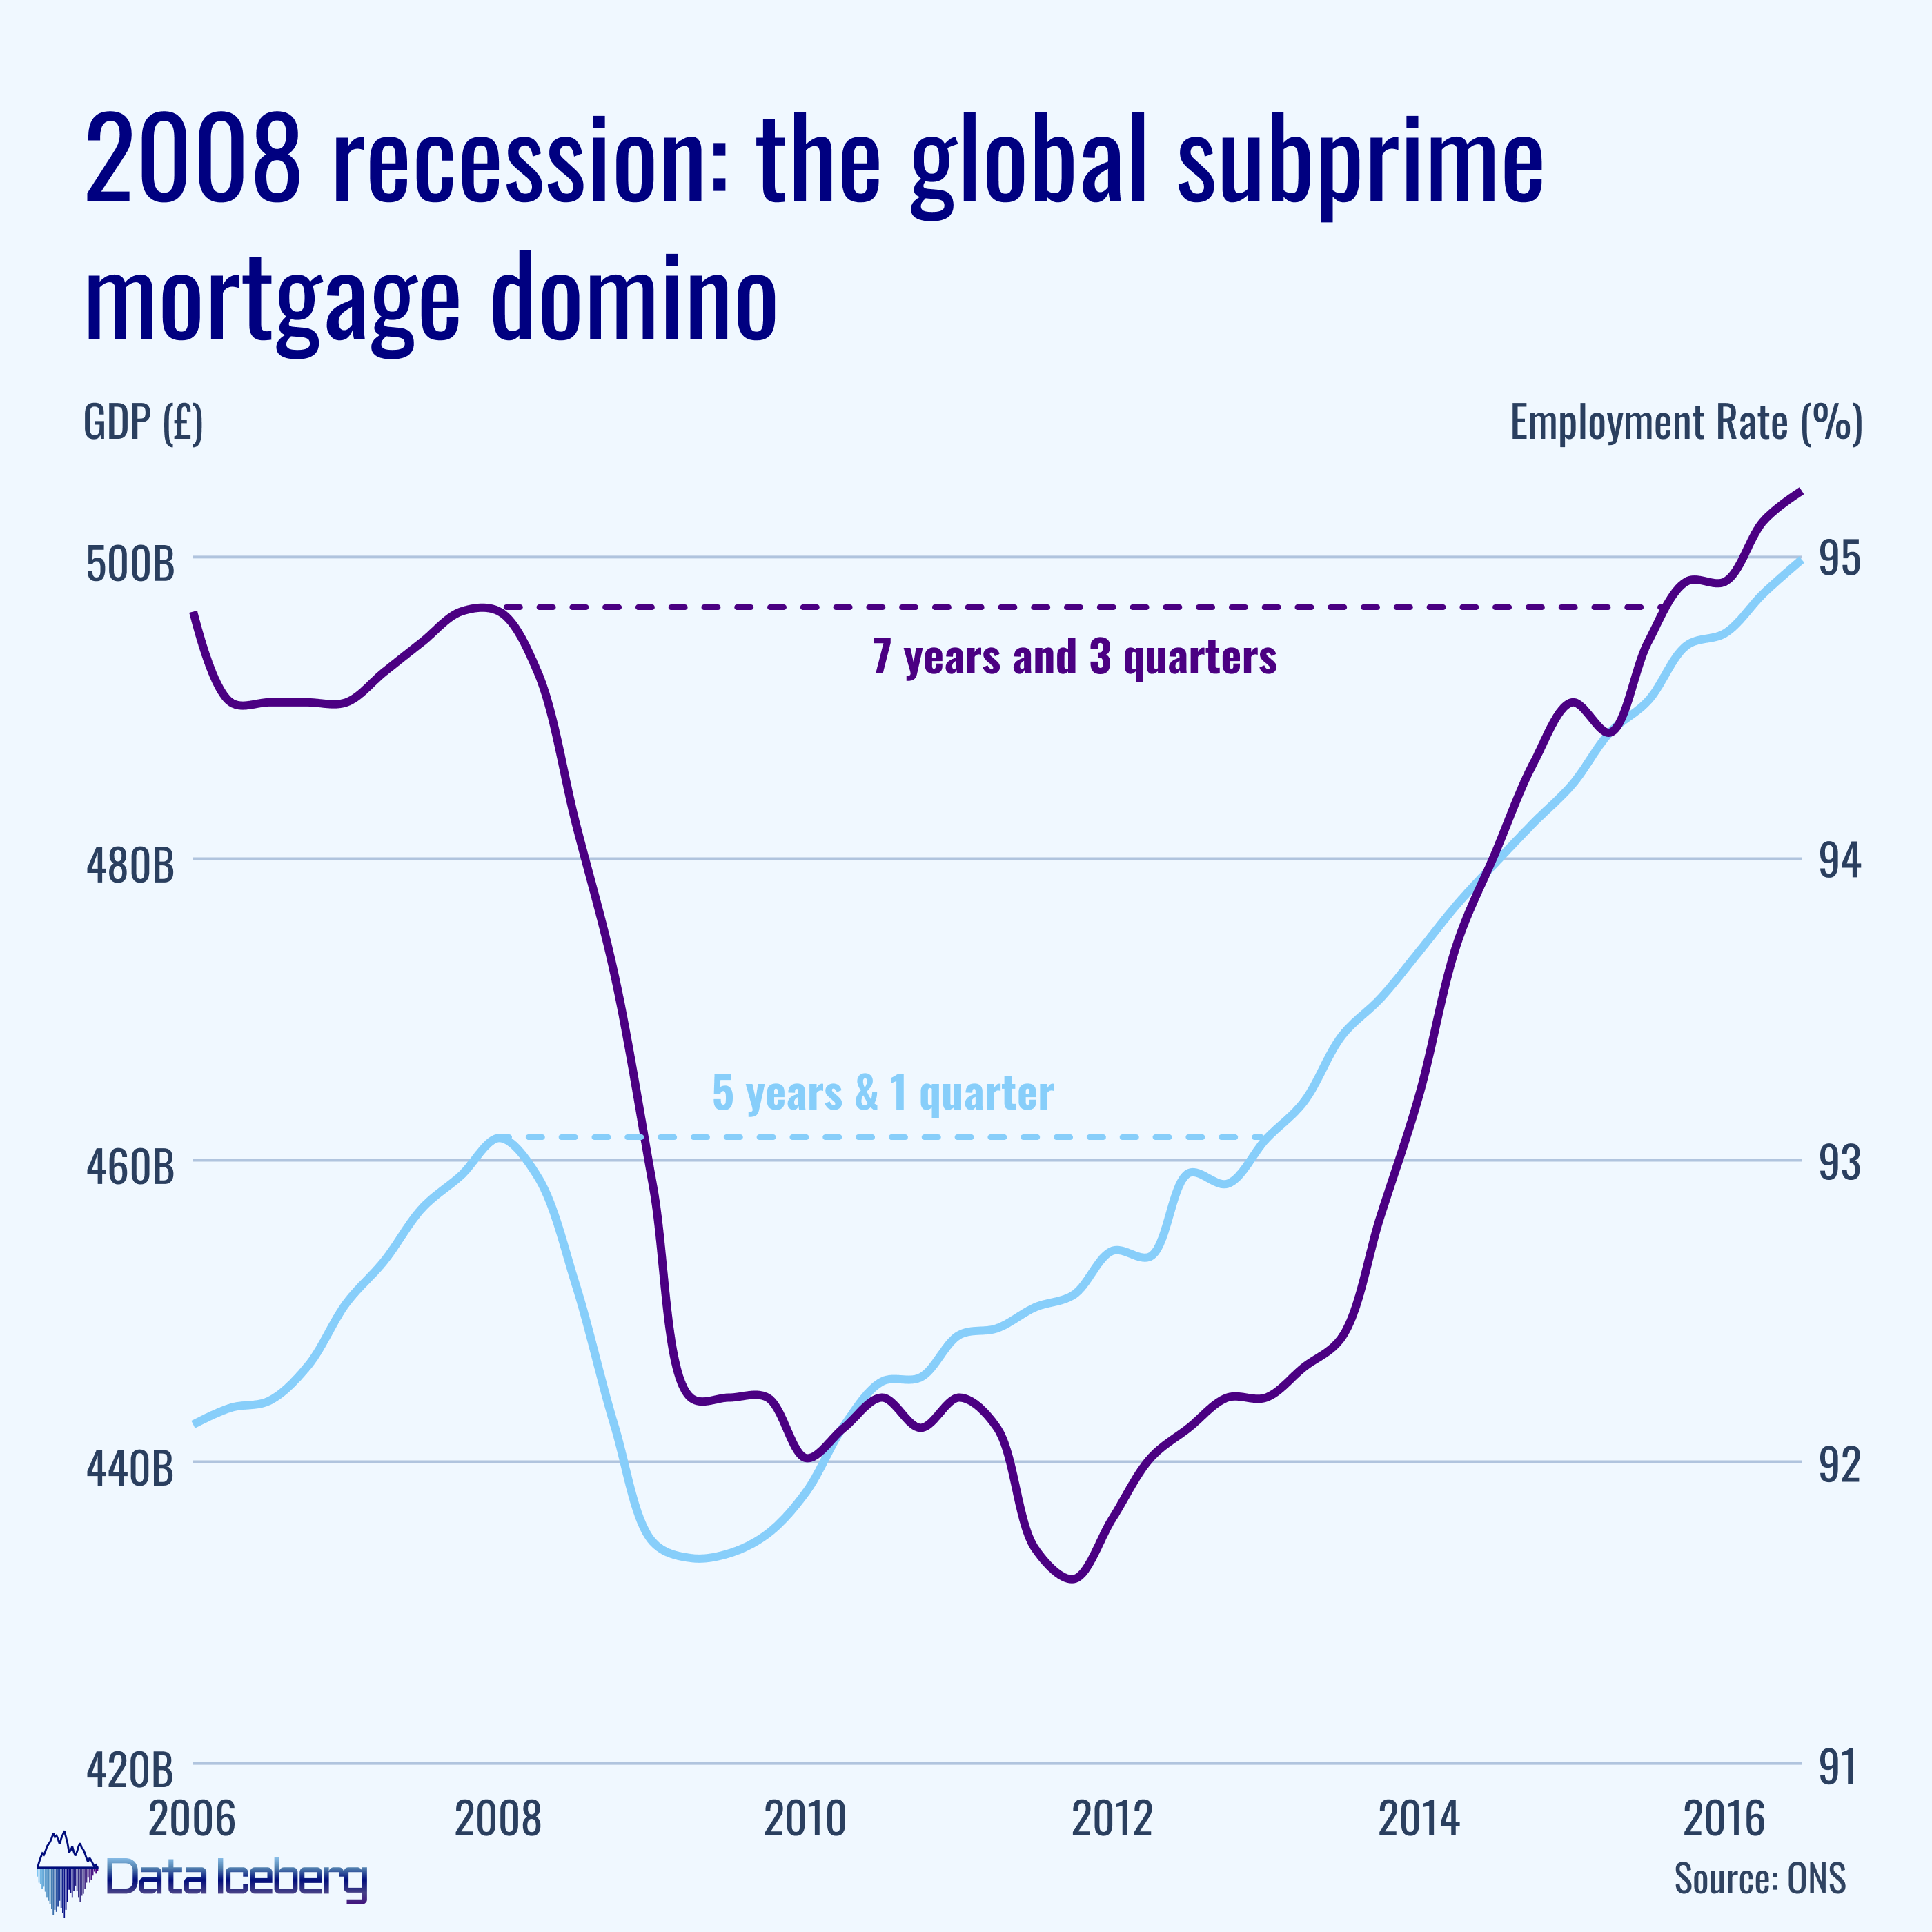 2008 recession: the global subprime
mortgage domino
GDP (£)
Employment Rate (%)
500B
95
7 years and 3 quarters
480B
94
5 years & 1 quarter
460B
93
440B
92
420B
91
2006
2008
2010
2012
2014
2016
Data Iceberg
Source: ONS